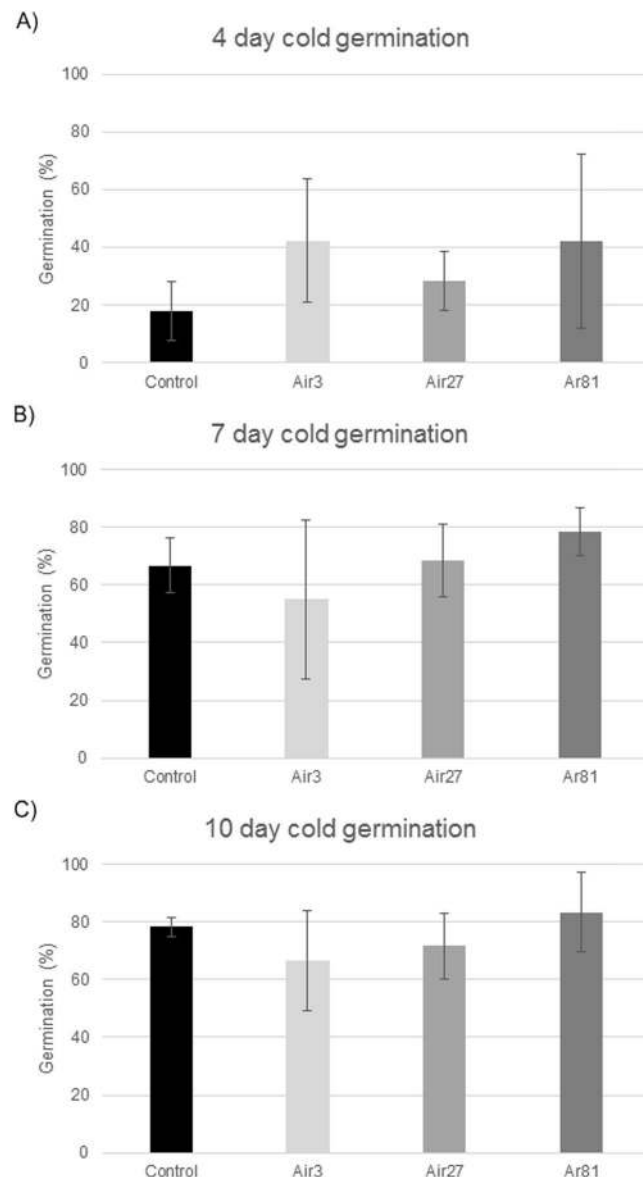 A)
4 day cold germination
Germination (%)
100
80
60
40
20
0
Control Air3 Air27 Ar81
B)
7 day cold germination
Germination (%)
100
80
60
40
20
0
Control Air3 Air27 Ar81
C)
10 day cold germination
Germination (%)
100
80
60
40
20
0
Control Air3 Air27 Ar81